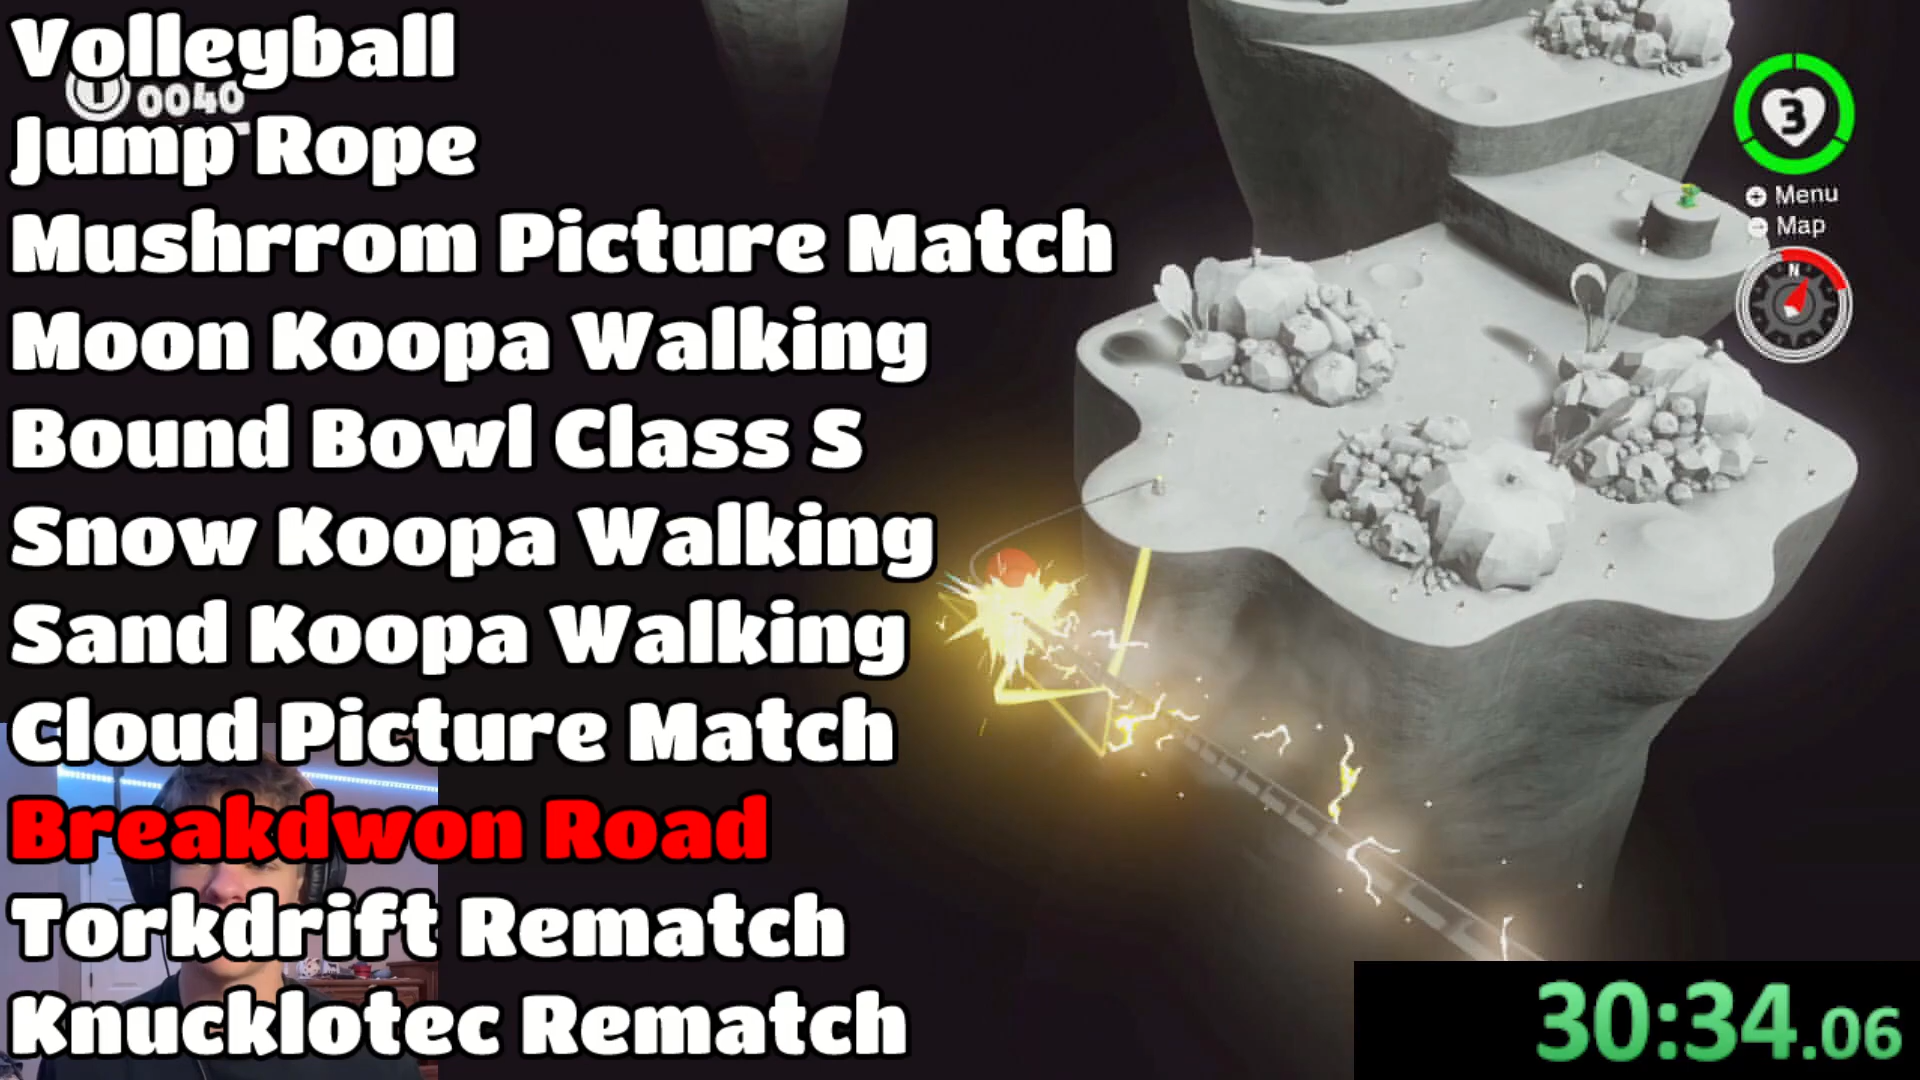 Volleyball
0040
Jump Rope
Mushrrom Picture Match
Moon Koopa Walking
Bound Bowl Class S
Snow Koopa Walking
Sand Koopa Walking
Cloud Picture Match
Breakdwon Road
Torkdrift Rematch
Knucklotec Rematch
3
Menu
Map
N
30:34.06